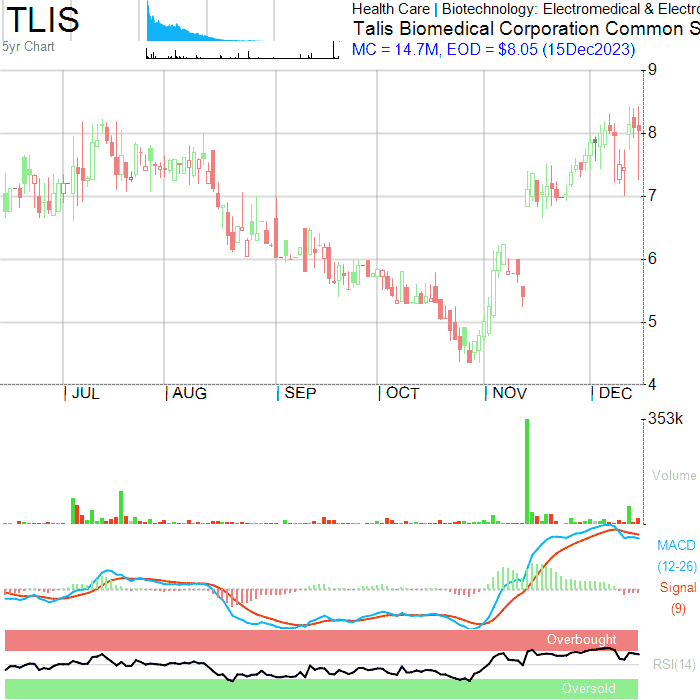 TLIS
5yr Chart
Health Care | Biotechnology: Electromedical & Electro
Talis Biomedical Corporation Common S
MC = 14.7M, EOD = $8.05 (15Dec2023)
9
8
7
6
5
4
JUL AUG SEP OCT NOV DEC
353k
Volume
MACD
(12-26)
Signal
(9)
Overbought
RSI(14)
Oversold